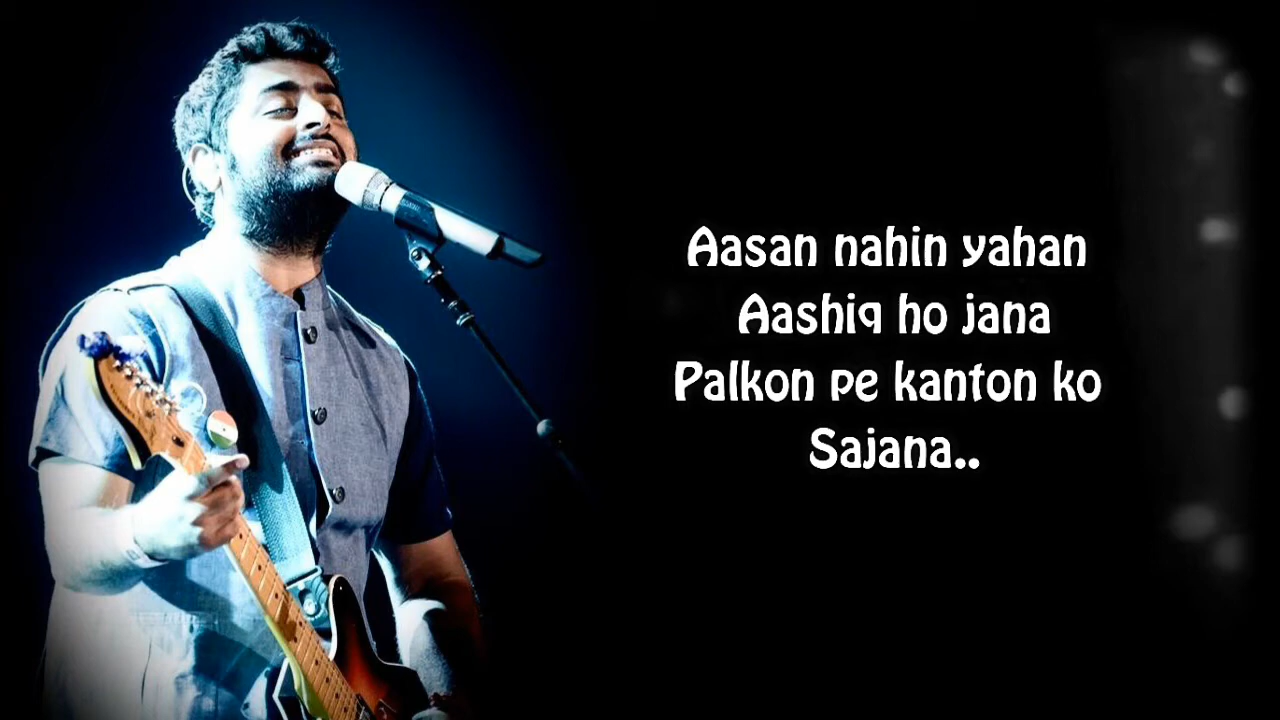 Aasan nahin yahan
Aashiq ho jana
Palkon pe kanton ko
Sajana..